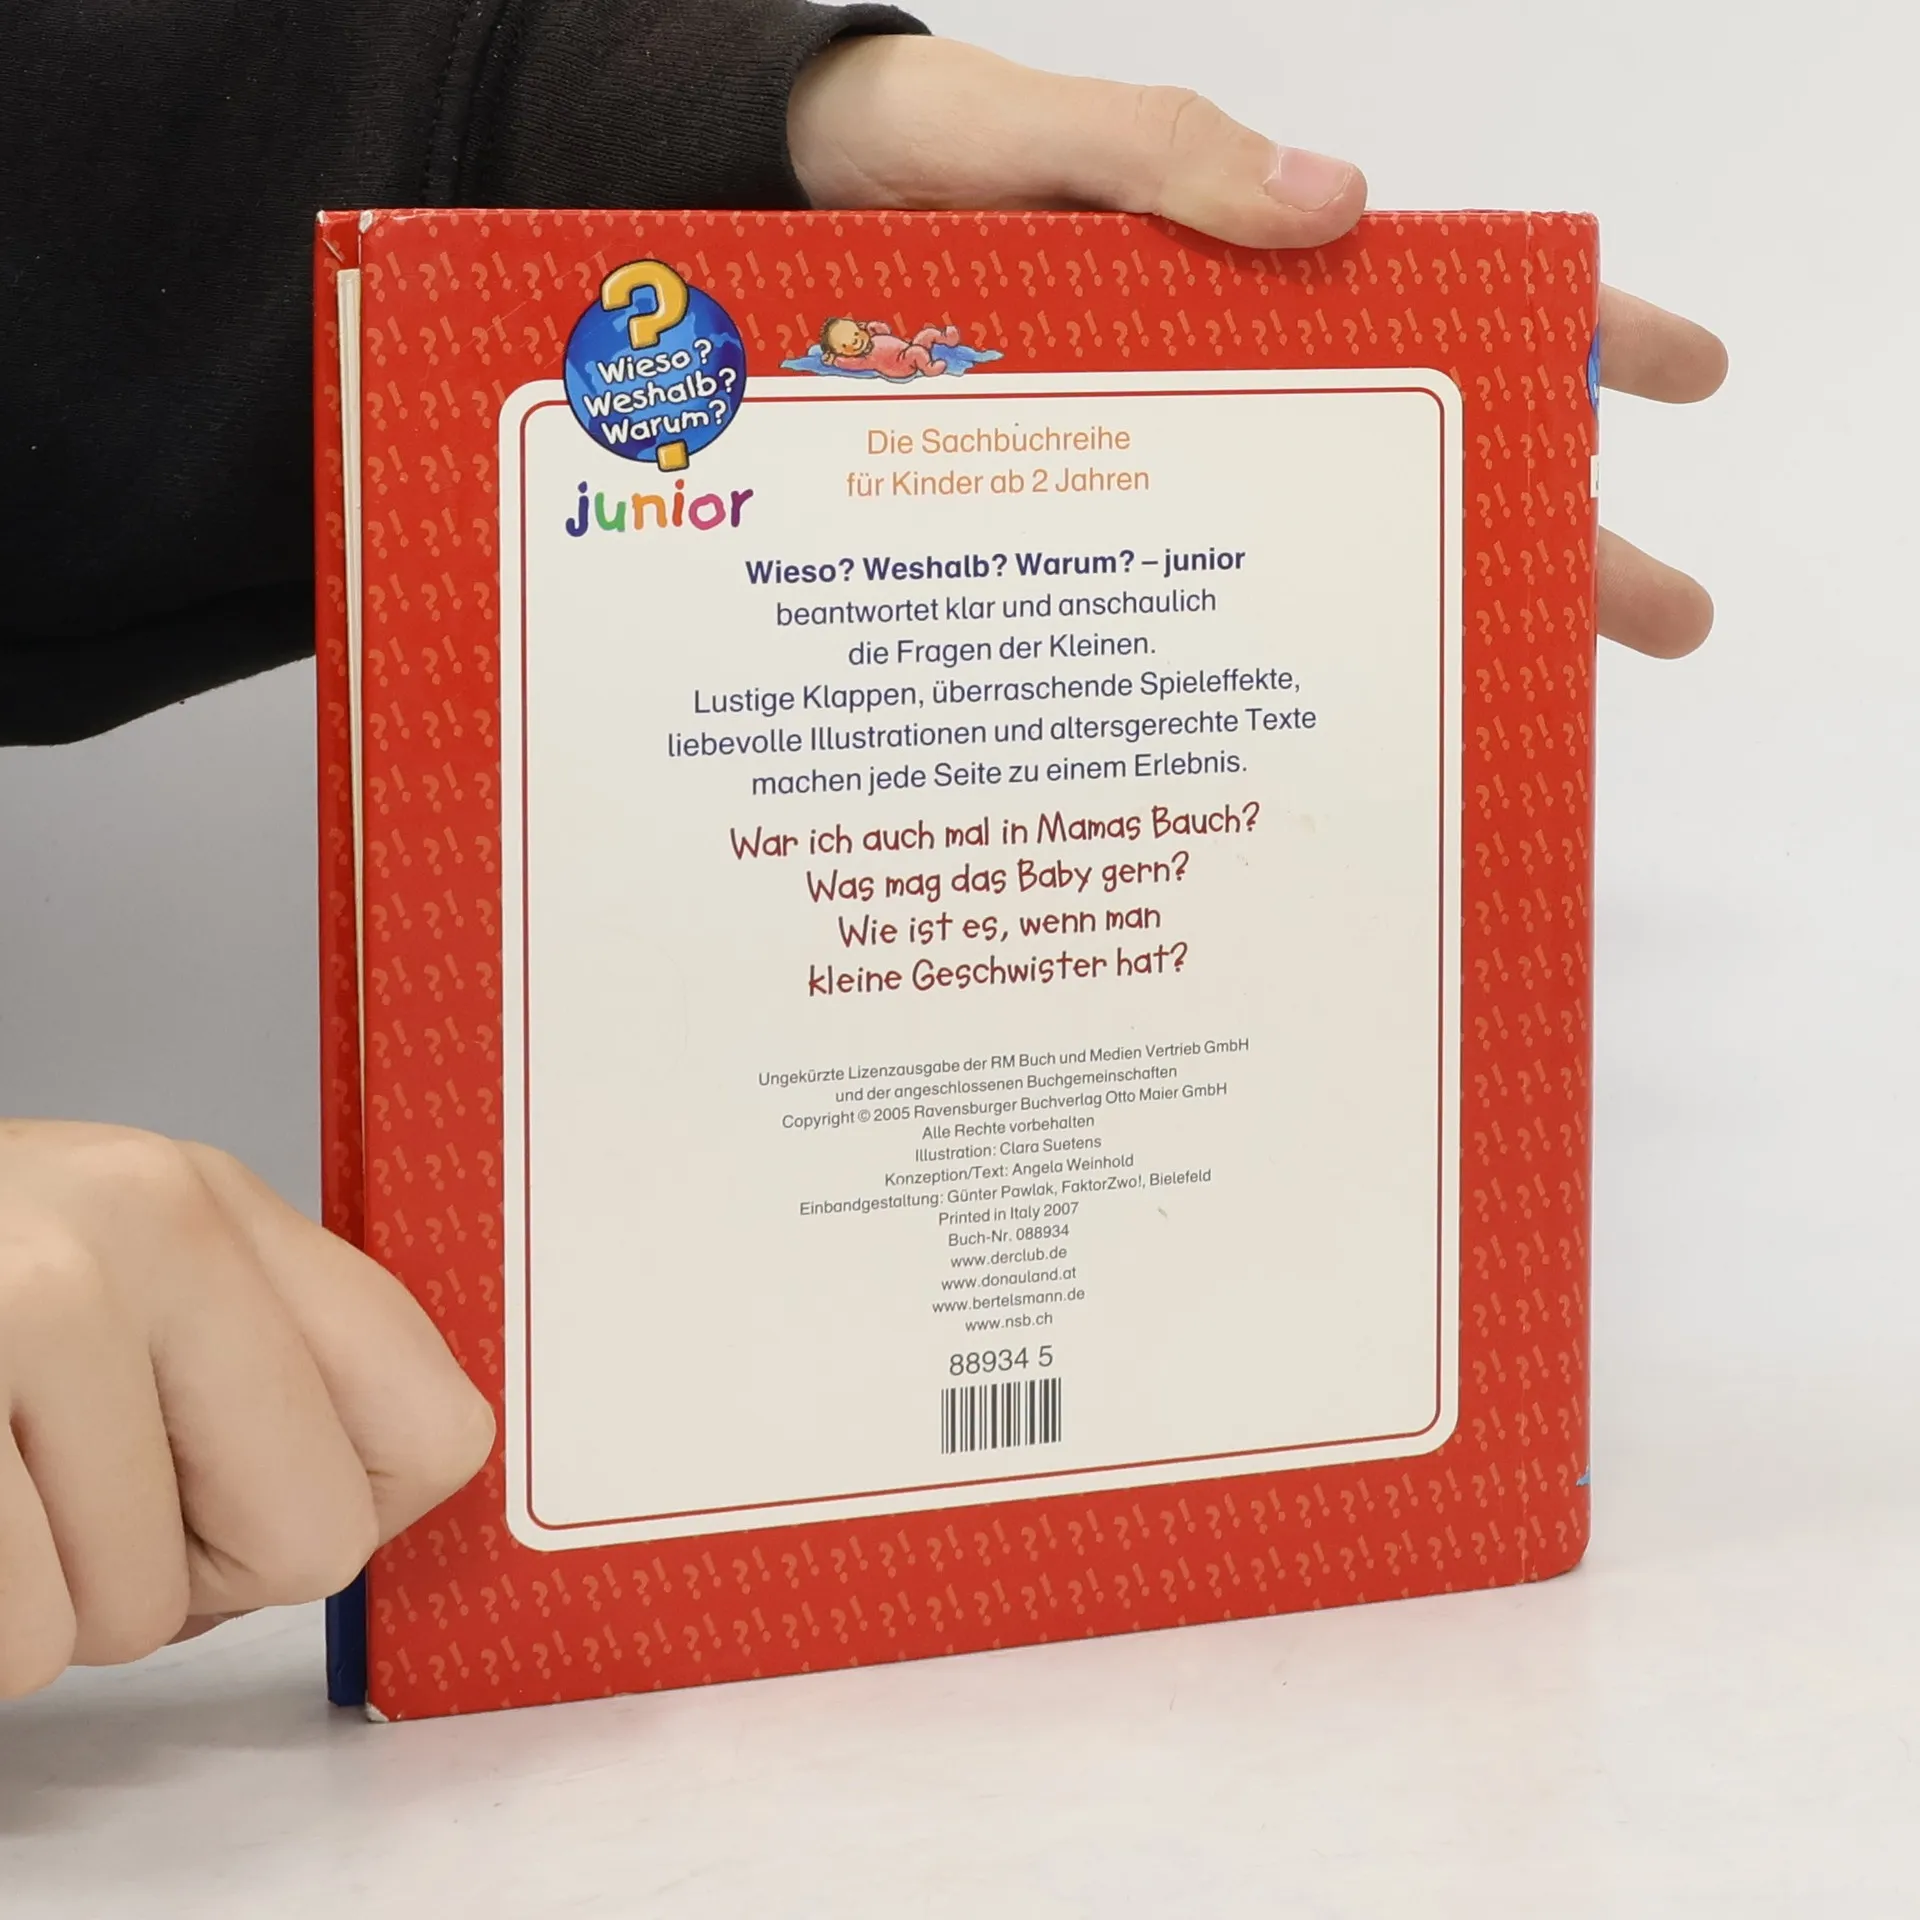 Wieso?
Weshalb?
Warum?
junior
Die Sachbuchreihe
für Kinder ab 2 Jahren
Wieso? Weshalb? Warum? – junior
beantwortet klar und anschaulich
die Fragen der Kleinen.
Lustige Klappen, überraschende Spieleffekte,
liebevolle Illustrationen und altersgerechte Texte
machen jede Seite zu einem Erlebnis.
War ich auch mal in Mamas Bauch?
Was mag das Baby gern?
Wie ist es, wenn man
kleine Geschwister hat?
Ungekürzte Lizenzausgabe der RM Buch und Medien Vertrieb GmbH
und der angeschlossenen Buchgemeinschaften
Copyright © 2005 Ravensburger Buchverlag Otto Maier GmbH
Alle Rechte vorbehalten
Illustration: Clara Suetens
Konzeption/Text: Angela Weinhold
Einbandgestaltung: Günter Pawlak, FaktorZwo!, Bielefeld
Printed in Italy 2007
Buch-Nr. 088934
www.derclub.de
www.donauland.at
www.bertelsmann.de
www.nsb.ch
88934 5